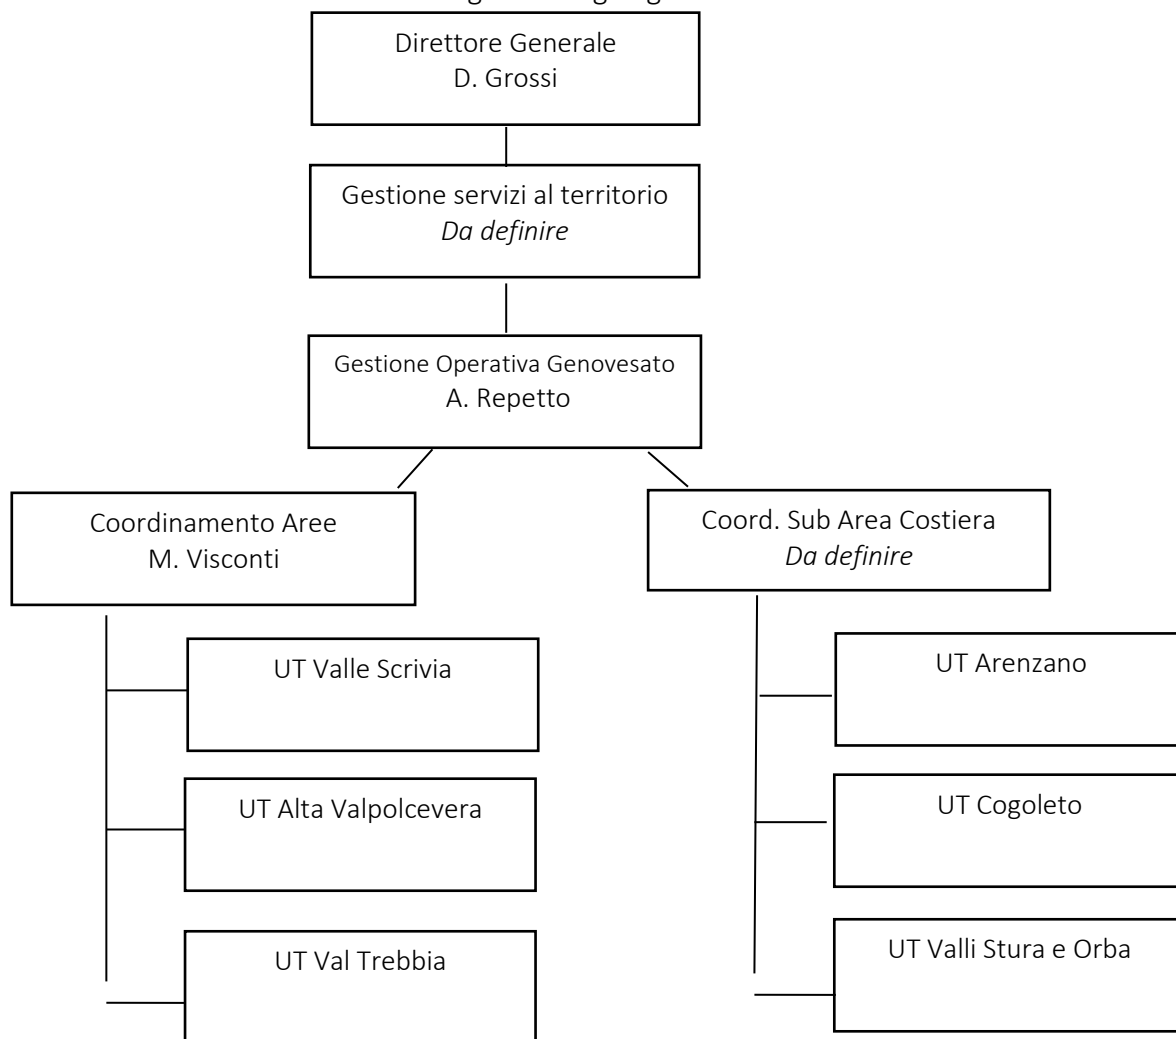 Direttore Generale
D. Grossi
Gestione servizi al territorio
Da definire
Gestione Operativa Genovesato
A. Repetto
Coordinamento Aree
M. Visconti
Coord. Sub Area Costiera
Da definire
UT Valle Scrivia
UT Alta Valpolcevera
UT Val Trebbia
UT Arenzano
UT Cogoleto
UT Valli Stura e Orba